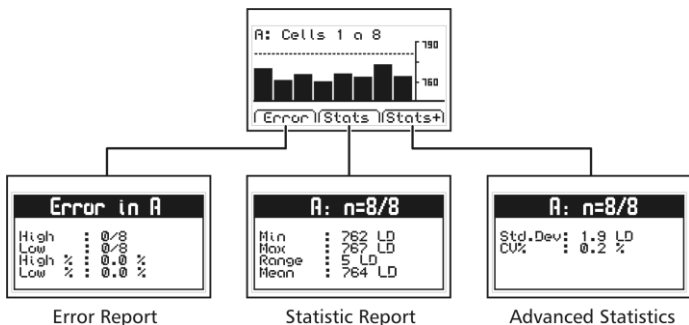 A: Cells 1 a 8
790
760
Error Stats Stats+
Error in A
High : 0/8
Low : 0/8
High % : 0.0 %
Low % : 0.0 %
Error Report
A: n=8/8
Min : 762 LD
Max : 767 LD
Range : 5 LD
Mean : 764 LD
Statistic Report
A: n=8/8
Std.Dev: 1.9 LD
CV% : 0.2 %
Advanced Statistics